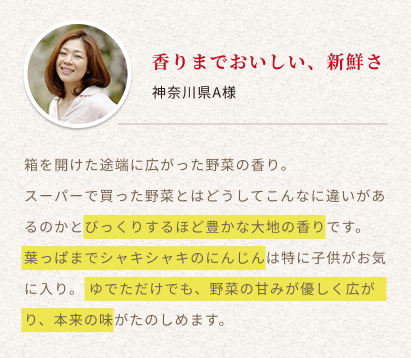 香りまでおいしい、新鮮さ
神奈川県A様
箱を開けた途端に広がった野菜の香り。
スーパーで買った野菜とはどうしてこんなに違いがあ
るのかとびっくりするほど豊かな大地の香りです。
葉っぱまでシャキシャキのにんじんは特に子供がお気
に入り。 ゆでただけでも、野菜の甘みが優しく広が
り、本来の味がたのしめます。